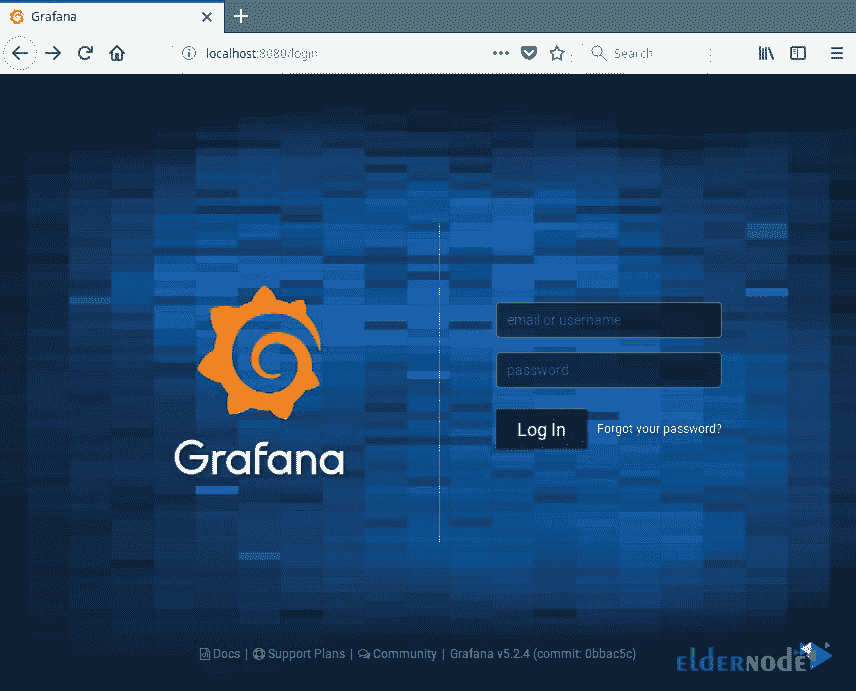 Grafana
localhost:8080/login
Search
email or username
password
Log In Forgot your password?
Grafana
Docs | Support Plans | Community | Grafana v5.2.4 (commit: 0bbac5c)
eLDERNODE